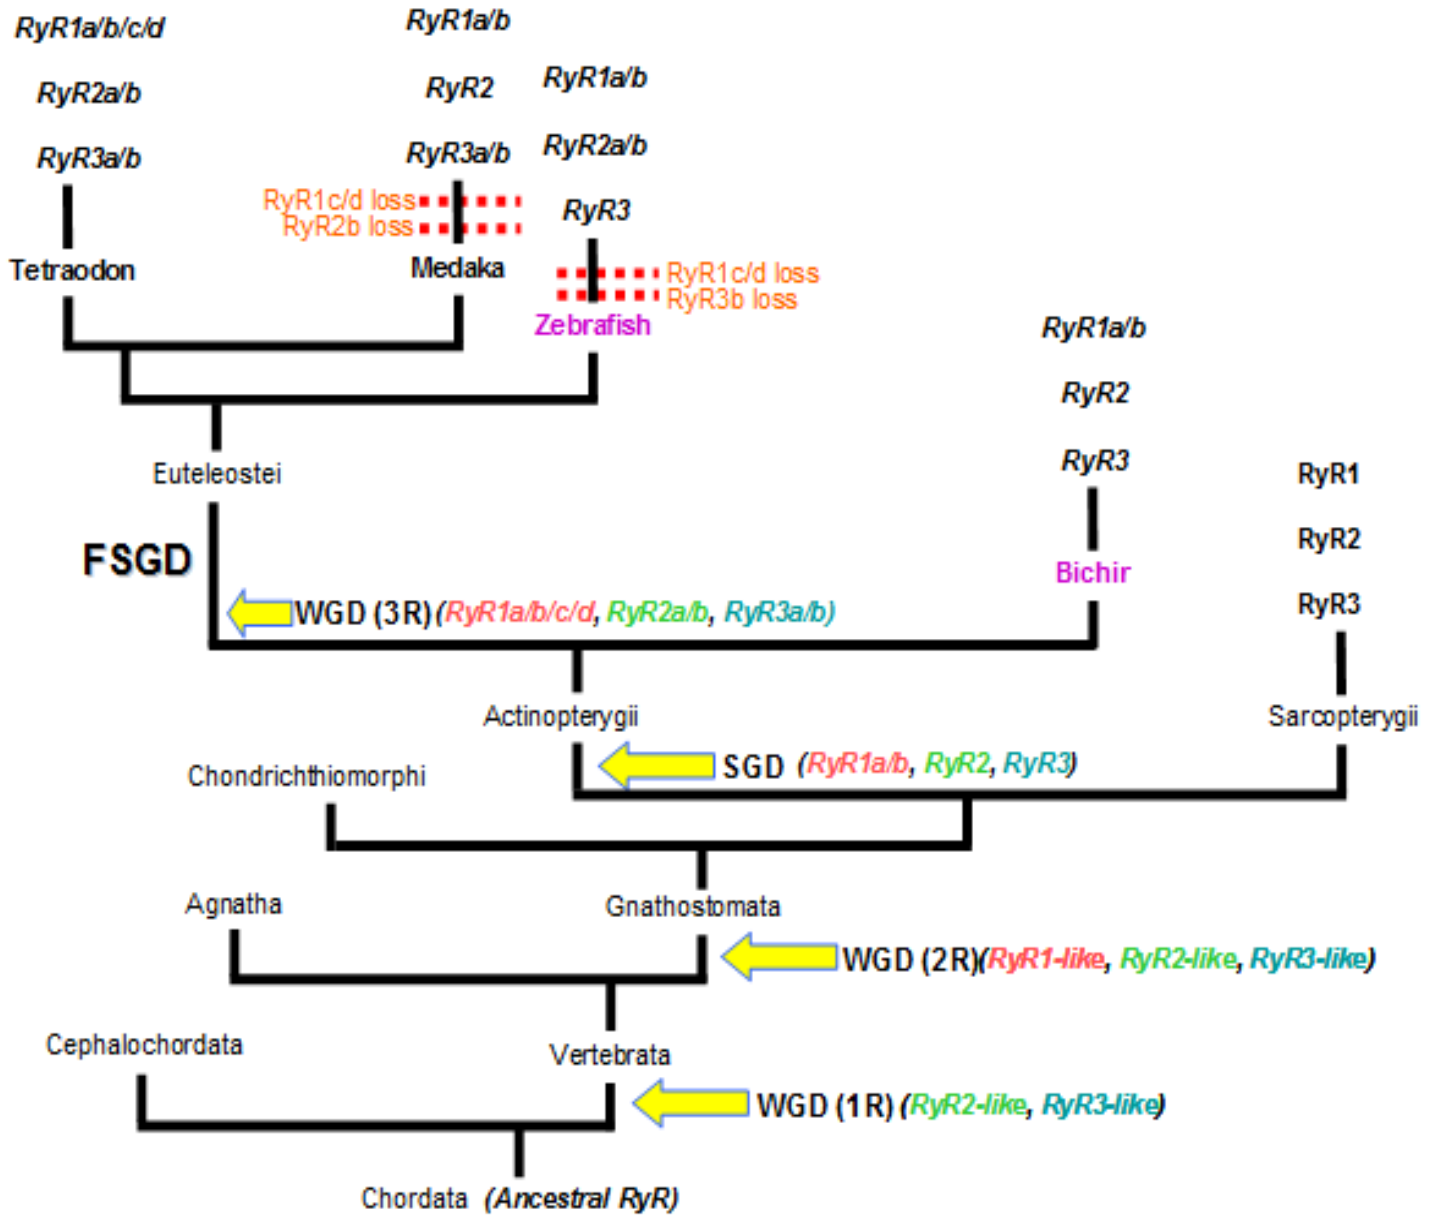 RyR1a/b/c/d
RyR2a/b
RyR3a/b
Tetraodon
RyR1a/b
RyR2
RyR3a/b
RyR1c/d loss
RyR2b loss
Medaka
RyR1a/b
RyR2a/b
RyR3
RyR1c/d loss
RyR3b loss
Zebrafish
RyR1a/b
RyR2
RyR3
Bichir
RyR1
RyR2
RyR3
Euteleostei
FSGD
WGD (3R) (RyR1a/b/c/d, RyR2a/b, RyR3a/b)
Actinopterygii
Sarcopterygii
SGD (RyR1a/b, RyR2, RyR3)
Chondrichthiomorphi
Agnatha
Gnathostomata
WGD (2R)(RyR1-like, RyR2-like, RyR3-like)
Cephalochordata
Vertebrata
WGD (1R) (RyR2-like, RyR3-like)
Chordata (Ancestral RyR)